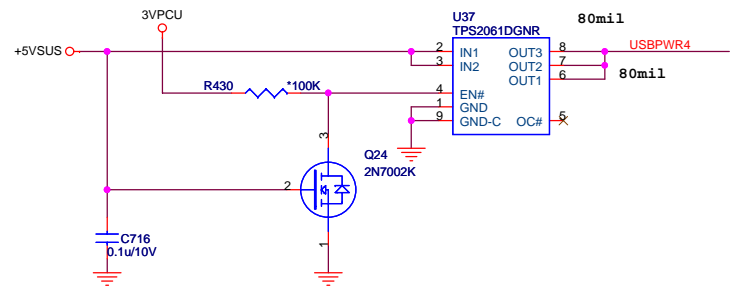 3VPCU
+5VSUS
U37
TPS2061DGNR
80mil
2 IN1 OUT3 8 USBPWR4
3 IN2 OUT2 7
OUT1 6 80mil
R430 *100K
4 EN#
1 GND
9 GND-C OC# 5
3
Q24
2N7002K
2
1
C716
0.1u/10V